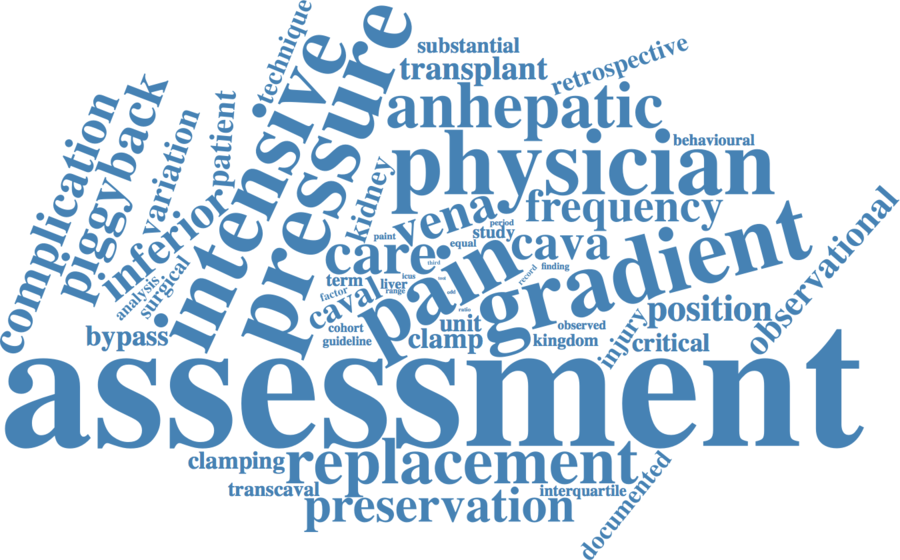 technique
substantial
transplant
retrospective
intensive
pressure
anhepatic
complication
piggyback
variation
patient
behavioural
physician
kidney
inferior
vena
frequency
period
study
paint
equal
care
cava
third
pain
gradient
observational
finding
record
analysis
surgical
term
liver
icus
range
factor
caval
odd
ratio
position
bypass
cohort
unit
observed
injury
guideline
clamp
kingdom
critical
assessment
clamping
replacement
transcaval
interquartile
documented
preservation